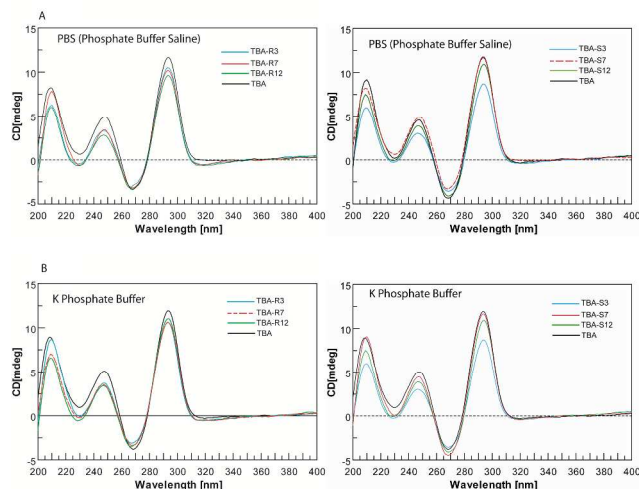 A
PBS (Phosphate Buffer Saline)
TBA-R3
TBA-R7
TBA-R12
TBA
CD[mdeg]
15
10
5
0
-5
200 220 240 260 280 300 320 340 360 380 400
Wavelength [nm]
PBS (Phosphate Buffer Saline)
TBA-S3
TBA-S7
TBA-S12
TBA
CD[mdeg]
15
10
5
0
-5
200 220 240 260 280 300 320 340 360 380 400
Wavelength [nm]
B
K Phosphate Buffer
TBA-R3
TBA-R7
TBA-R12
TBA
CD[mdeg]
15
10
5
0
-5
200 220 240 260 280 300 320 340 360 380 400
Wavelength [nm]
K Phosphate Buffer
TBA-S3
TBA-S7
TBA-S12
TBA
CD[mdeg]
15
10
5
0
-5
200 220 240 260 280 300 320 340 360 380 400
Wavelength [nm]